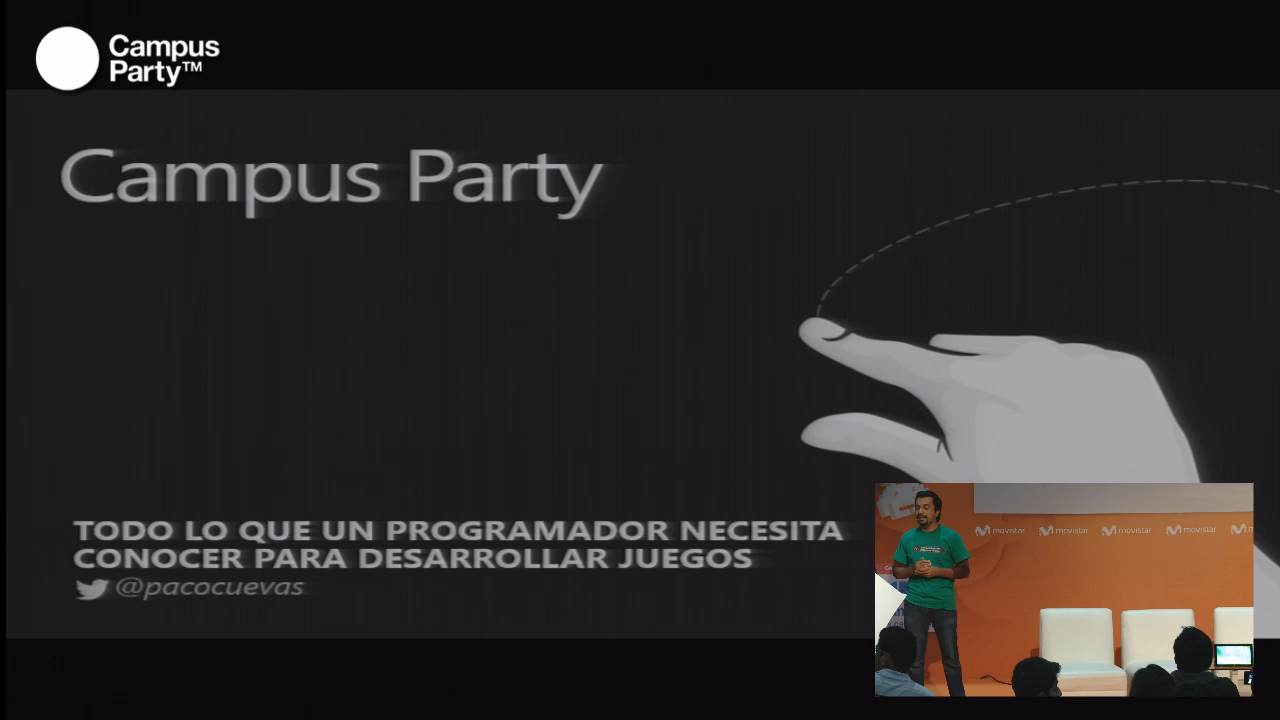 Campus
Party™
Campus Party
TODO LO QUE UN PROGRAMADOR NECESITA
CONOCER PARA DESARROLLAR JUEGOS
@pacocuevas
movistar movistar movistar movistar